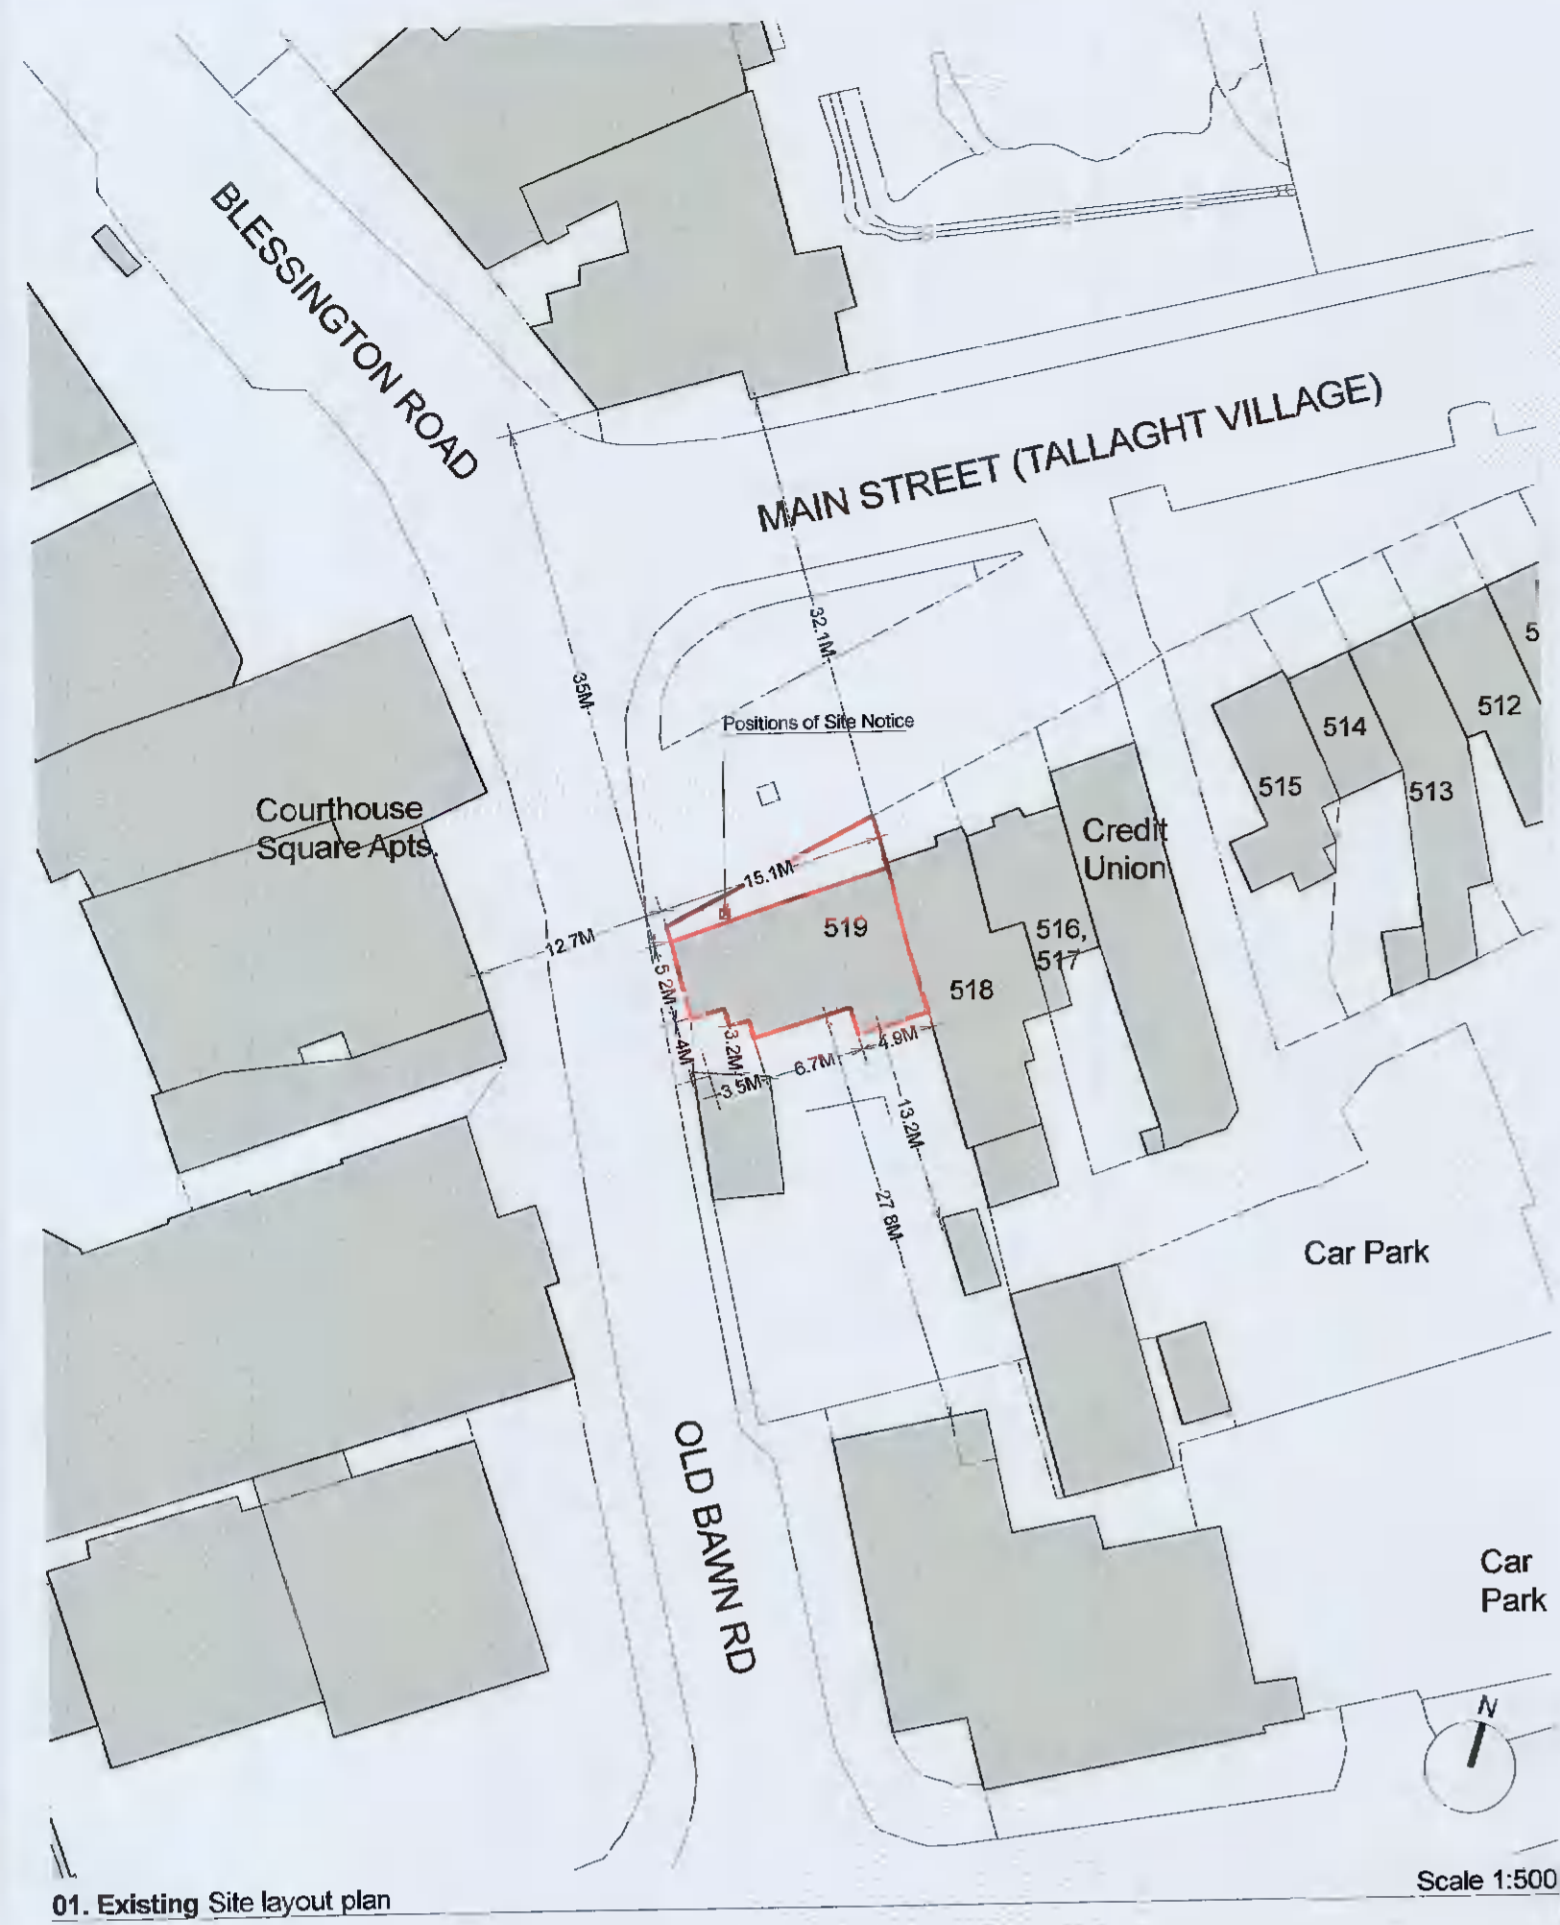 BLESSINGTON ROAD
MAIN STREET (TALLAGHT VILLAGE)
32.1M
35M
Positions of Site Notice
5
512
514
513
515
Courthouse
Square Apts.
Credit
Union
15.1M
519
516,
517
12.7M
5.2M
518
3.2M
4M
4.9M
6.7M
3.5M
13.2M
27.8M
Car Park
OLD BAWN RD
Car
Park
N
Scale 1:500
01. Existing Site layout plan